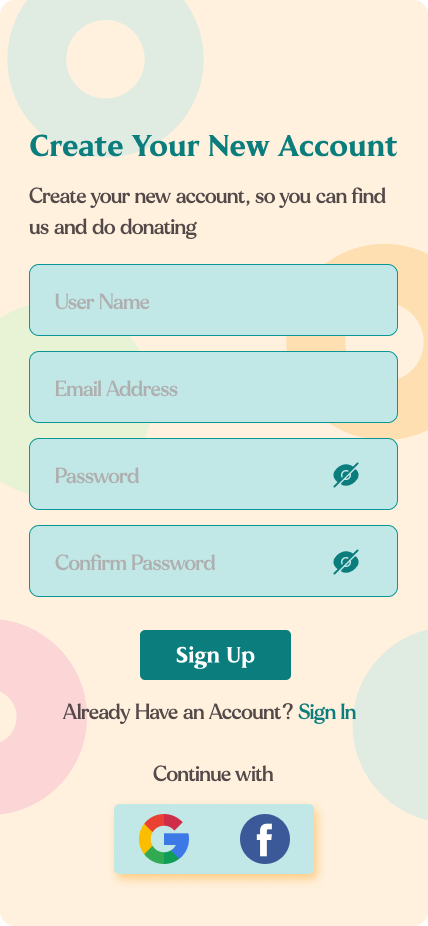 Create Your New Account
Create your new account, so you can find
us and do donating
User Name
Email Address
Password
Confirm Password
Sign Up
Already Have an Account? Sign In
Continue with